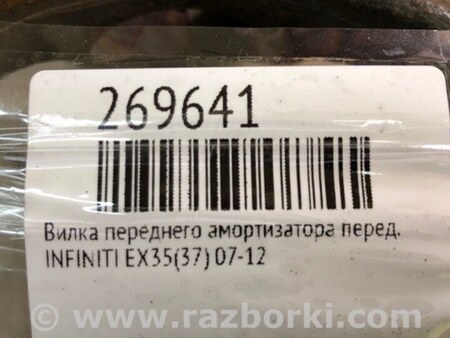 269641
Вилка переднего амортизатора перед.
INFINITI EX35(37) 07-12
www.razborki.com